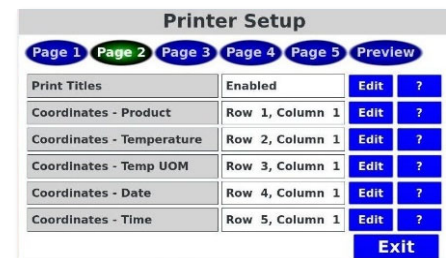 Printer Setup
Page 1 Page 2 Page 3 Page 4 Page 5 Preview
Print Titles Enabled Edit ?
Coordinates - Product Row 1, Column 1 Edit ?
Coordinates - Temperature Row 2, Column 1 Edit ?
Coordinates - Temp UOM Row 3, Column 1 Edit ?
Coordinates - Date Row 4, Column 1 Edit ?
Coordinates - Time Row 5, Column 1 Edit ?
Exit